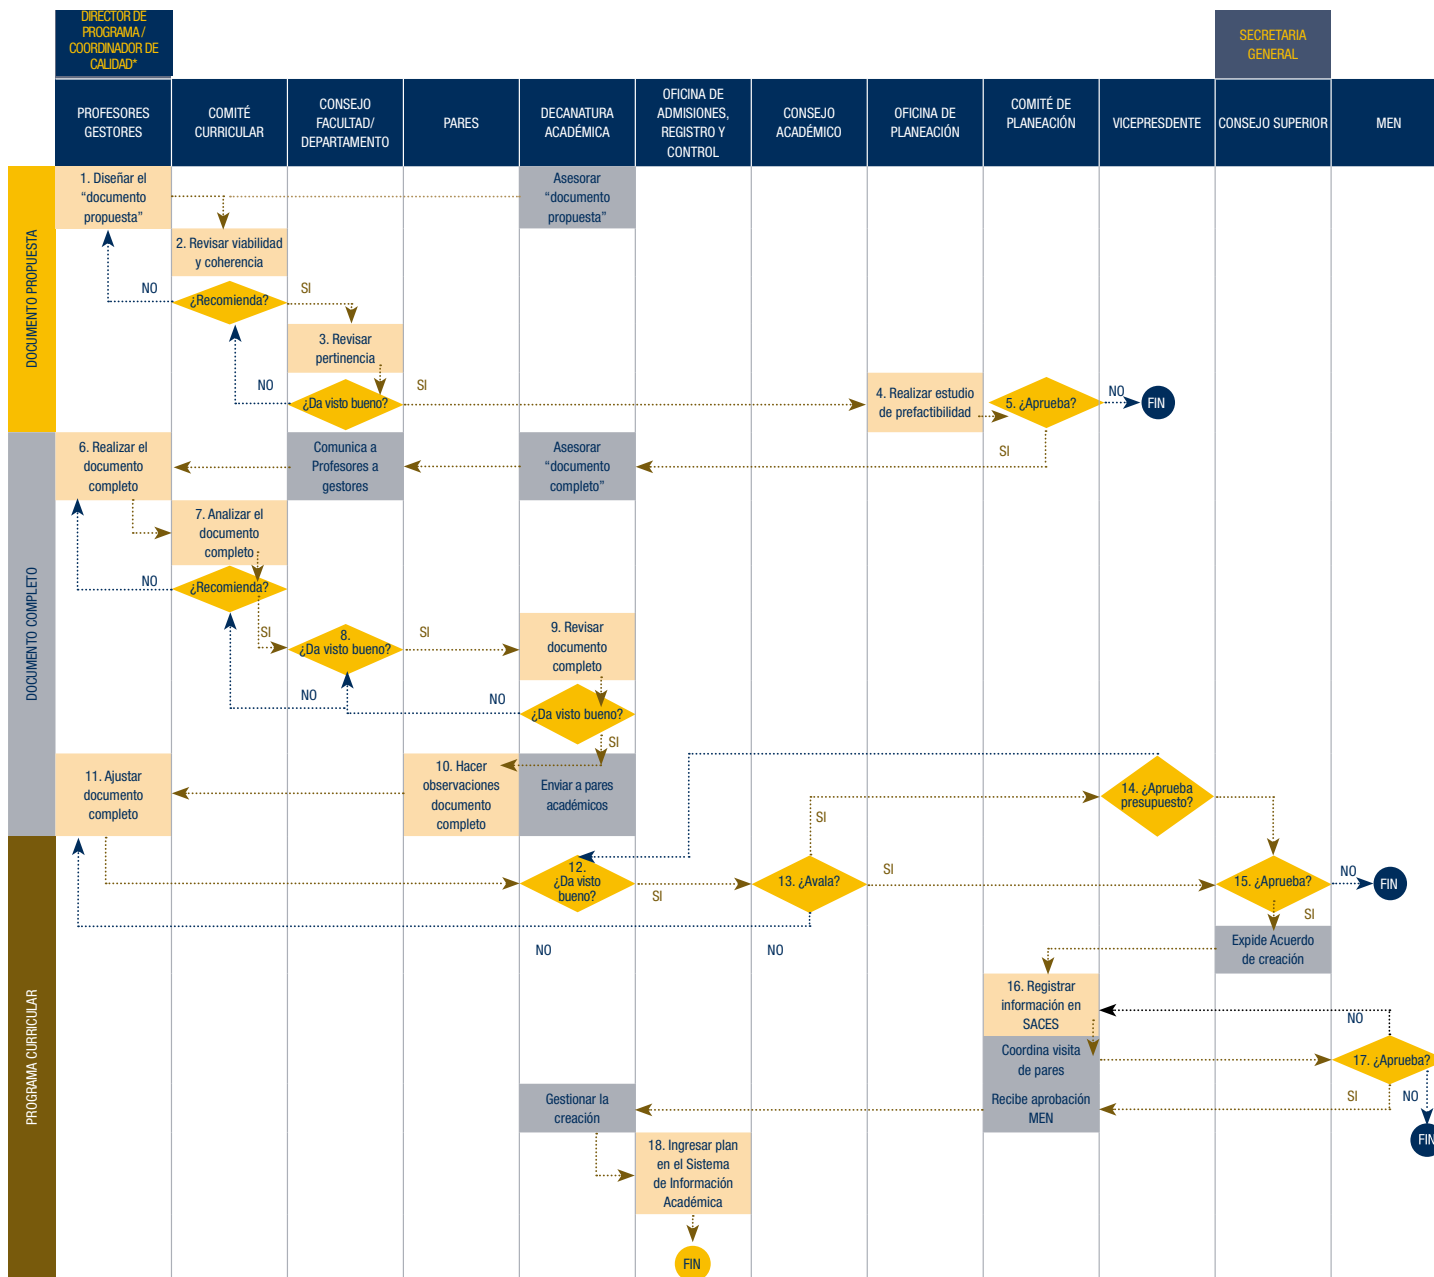 DIRECTOR DE
PROGRAMA /
COORDINADOR DE
CALIDAD*
SECRETARIA
GENERAL
PROFESORES
GESTORES
COMITÉ
CURRICULAR
CONSEJO
FACULTAD/
DEPARTAMENTO
PARES
DECANATURA
ACADÉMICA
OFICINA DE
ADMISIONES,
REGISTRO Y
CONTROL
CONSEJO
ACADÉMICO
OFICINA DE
PLANEACIÓN
COMITÉ DE
PLANEACIÓN
VICEPRESDENTE
CONSEJO SUPERIOR
MEN
DOCUMENTO PROPUESTA
1. Diseñar el
“documento
propuesta”
Asesorar
“documento
propuesta”
2. Revisar viabilidad
y coherencia
NO
¿Recomienda?
SI
3. Revisar
pertinencia
NO
¿Da visto bueno?
SI
4. Realizar estudio
de prefactibilidad
5. ¿Aprueba?
NO
FIN
SI
DOCUMENTO COMPLETO
6. Realizar el
documento
completo
Comunica a
Profesores a
gestores
Asesorar
“documento
completo”
7. Analizar el
documento
completo
NO
¿Recomienda?
SI
8.
¿Da visto bueno?
SI
9. Revisar
documento
completo
NO
NO
¿Da visto bueno?
SI
11. Ajustar
documento
completo
10. Hacer
observaciones
documento
completo
Enviar a pares
académicos
14. ¿Aprueba
presupuesto?
SI
PROGRAMA CURRICULAR
12.
¿Da visto
bueno?
SI
13. ¿Avala?
SI
15. ¿Aprueba?
NO
FIN
SI
NO
NO
Expide Acuerdo
de creación
16. Registrar
información en
SACES
NO
Coordina visita
de pares
17. ¿Aprueba?
Recibe aprobación
MEN
SI
NO
FIN
Gestionar la
creación
18. Ingresar plan
en el Sistema
de Información
Académica
FIN